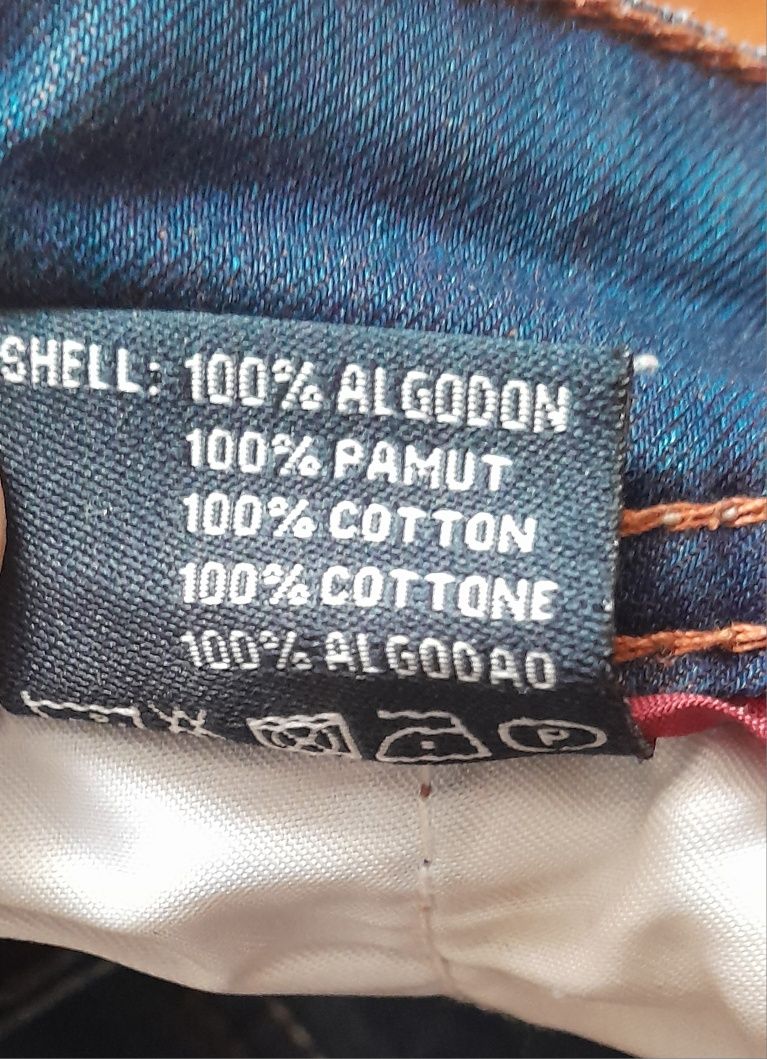 SHELL: 100% ALGODON
100% PAMUT
100% COTTON
100% COTTONE
100% ALGODAO
P